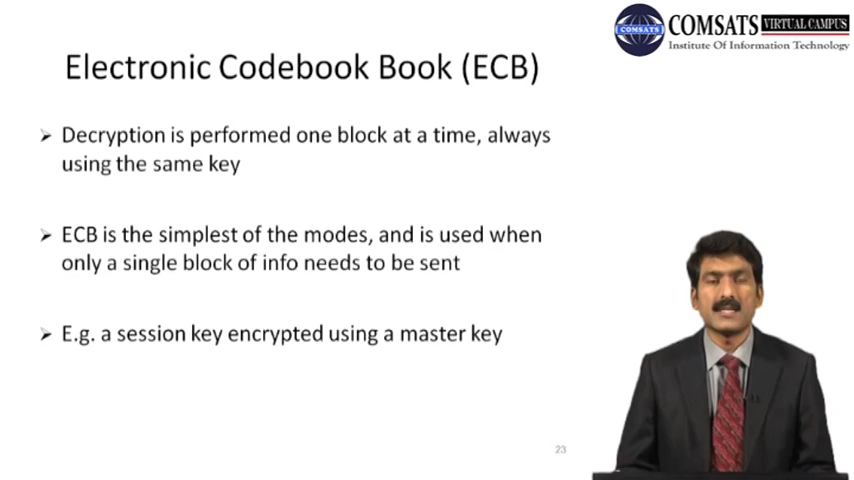 COMSATS VIRTUAL CAMPUS
COMSATS
Institute Of Information Technology
Electronic Codebook Book (ECB)
➢ Decryption is performed one block at a time, always
using the same key
➢ ECB is the simplest of the modes, and is used when
only a single block of info needs to be sent
➢ E.g. a session key encrypted using a master key
23